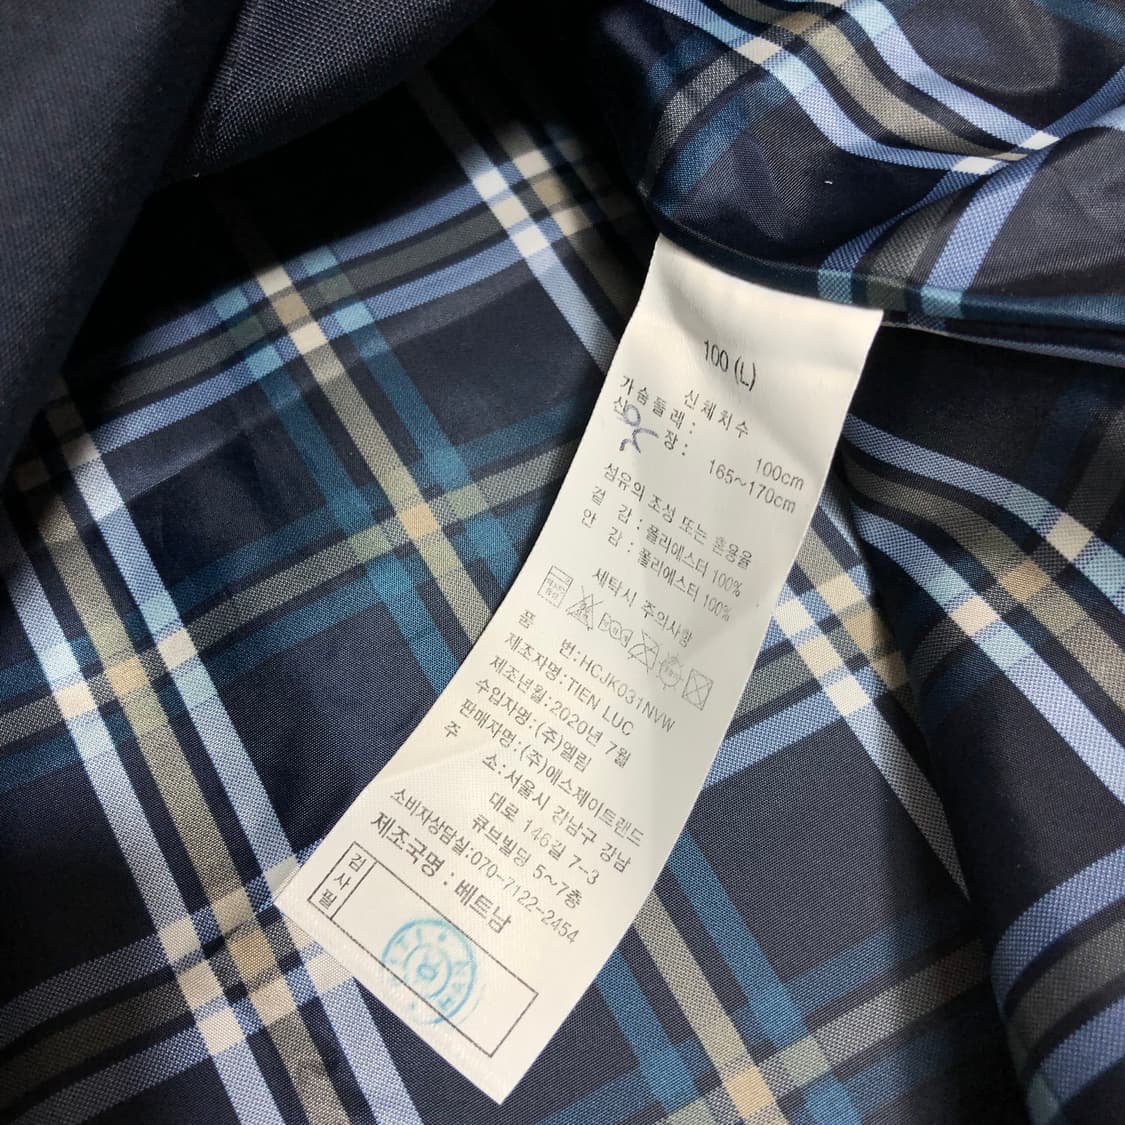 100 (L)
신체치수
가슴둘레 : 100cm
신 장 : 165~170cm
섬유의 조성 또는 혼용율
겉 감 : 폴리에스터 100%
안 감 : 폴리에스터 100%
세탁시 주의사항
품 번:HCJK031NVW
제조자명:TIEN LUC
제조년월:2020년 7월
수입자명:(주)엘림
판매자명:(주)에스제이트랜드
주 소:서울시 강남구 강남
대로 146길 7-3
큐브빌딩 5~7층
소비자상담실:070-7122-2454
제조국명 : 베트남
검사필